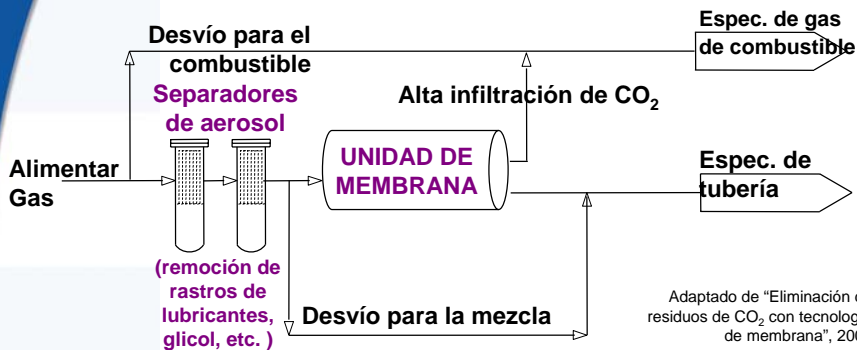 Desvío para el
combustible
Espec. de gas
de combustible
Separadores
de aerosol
Alta infiltración de CO₂
Alimentar
Gas
UNIDAD DE
MEMBRANA
Espec. de
tubería
(remoción de
rastros de
lubricantes,
glicol, etc. )
Desvío para la mezcla
Adaptado de “Eliminación
residuos de CO₂ con
de membrana”,